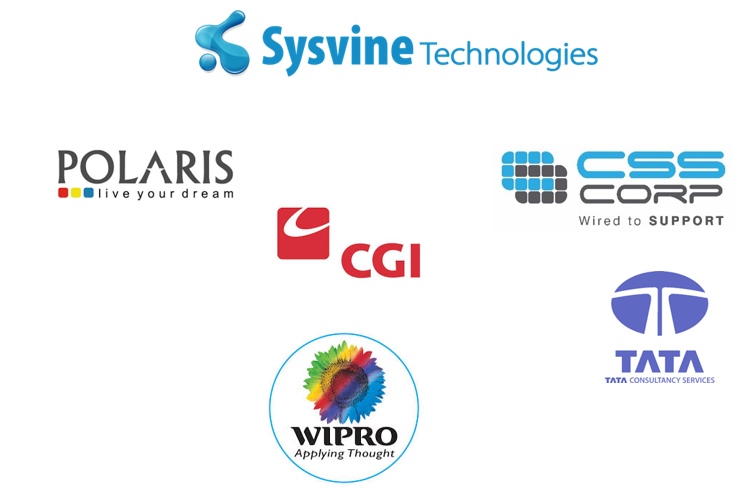 Sysvine Technologies
POLARIS
live your dream
CSS
CORP
Wired to SUPPORT
CGI
TATA
TATA CONSULTANCY SERVICES
WIPRO
Applying Thought